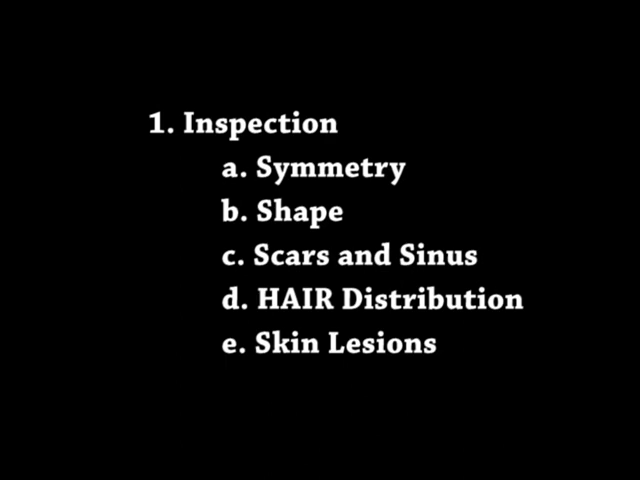 1. Inspection
a. Symmetry
b. Shape
c. Scars and Sinus
d. HAIR Distribution
e. Skin Lesions